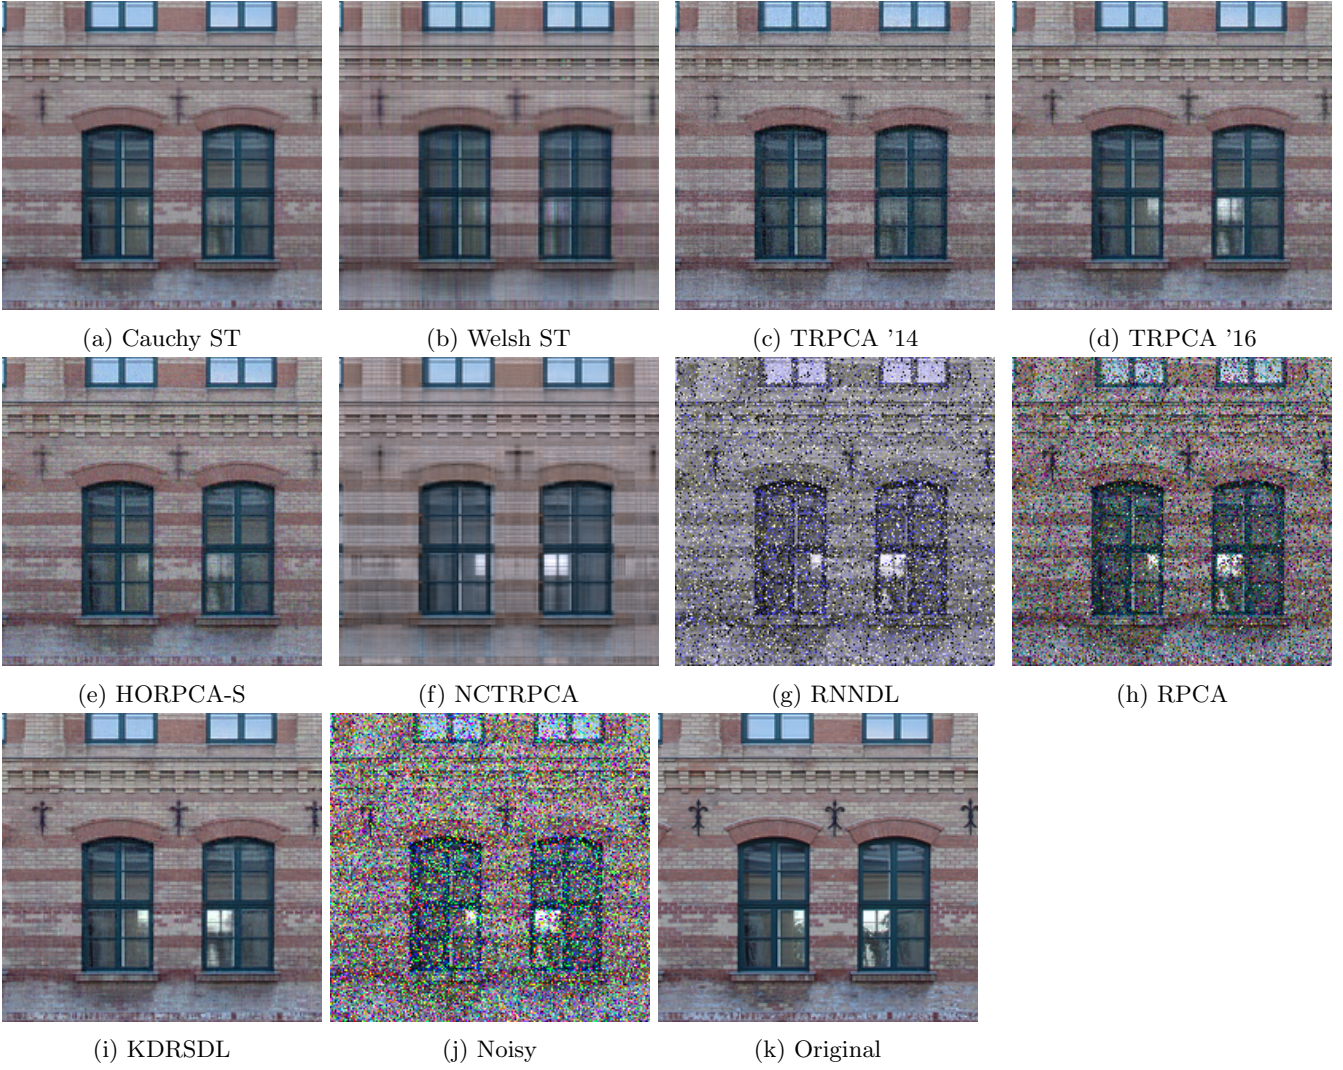 (a) Cauchy ST
(b) Welsh ST
(c) TRPCA ’14
(d) TRPCA ’16
(e) HORPCA-S
(f) NCTRPCA
(g) RNNDL
(h) RPCA
(i) KDRSDL
(j) Noisy
(k) Original